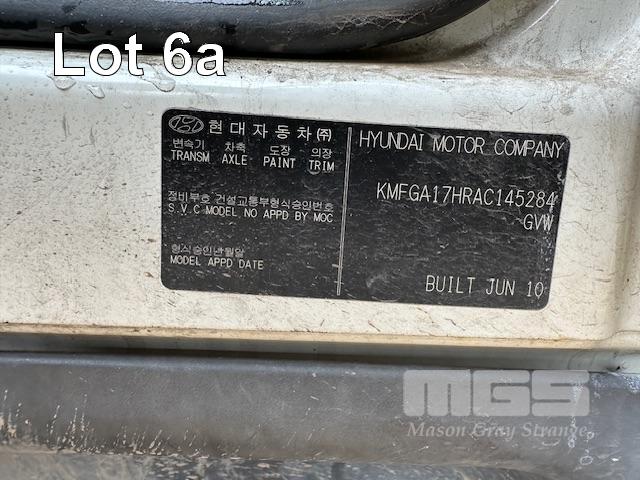 Lot 6a
현대자동차㈜
변속기 차축 도장 의장
TRANSM AXLE PAINT TRIM
정비부호 건설교통부형식승인번호
S.V.C MODEL NO APPD BY MOC
형식승인년월일
MODEL APPD DATE
HYUNDAI MOTOR COMPANY
KMFGA17HRAC145284
GVW
BUILT JUN 10
MGS
Mason Gray Strange